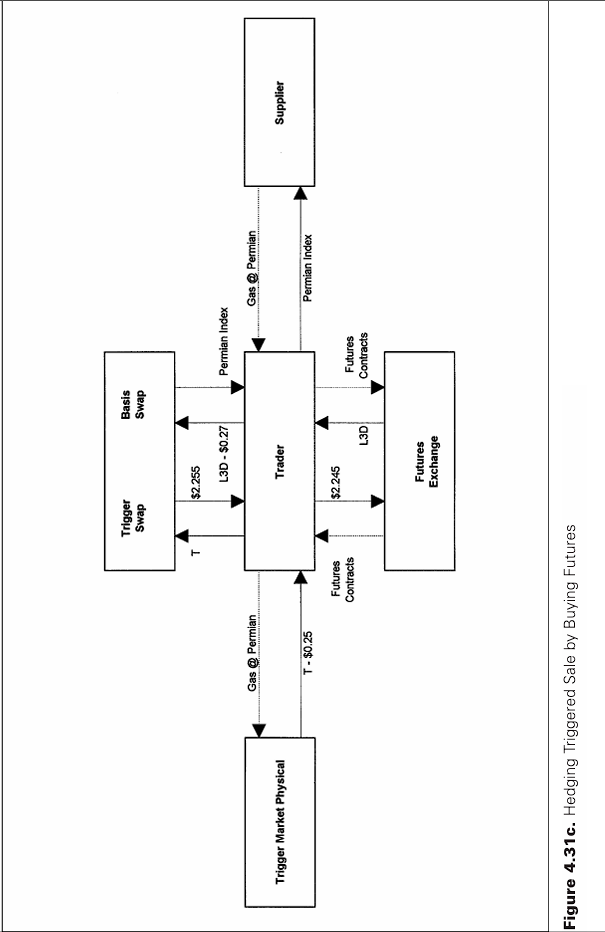 Trigger
Swap
Basis
Swap
T
$2.255
L3D - $0.27
Permian Index
Gas @ Permian
Gas @ Permian
Trigger Market Physical
Trader
Supplier
T - $0.25
Permian Index
Futures
Contracts
$2.245
L3D
Futures
Contracts
Futures
Exchange
Figure 4.31c. Hedging Triggered Sale by Buying Futures